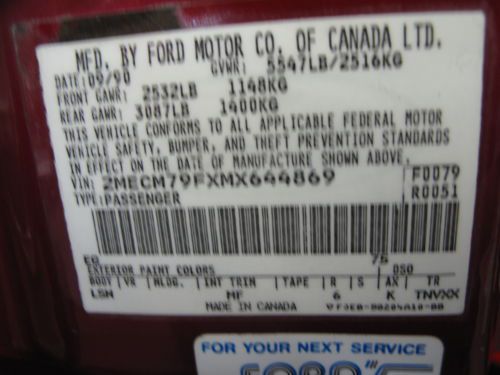 MFD. BY FORD MOTOR CO. OF CANADA LTD.
DATE: 09/90 GVWR: 5547LB/2516KG
FRONT GAWR: 2532LB 1148KG
REAR GAWR: 3087LB 1400KG
THIS VEHICLE CONFORMS TO ALL APPLICABLE FEDERAL MOTOR
VEHICLE SAFETY, BUMPER, AND THEFT PREVENTION STANDARDS
IN EFFECT ON THE DATE OF MANUFACTURE SHOWN ABOVE.
VIN: 2MECM79FXMX644869 F0079
TYPE: PASSENGER R0051
EG 75
EXTERIOR PAINT COLORS DSO
BODY VR MLDG. INT TRIM TAPE R S AX TR
LSN MF 6 K TNVXX
MADE IN CANADA
FOR YOUR NEXT SERVICE